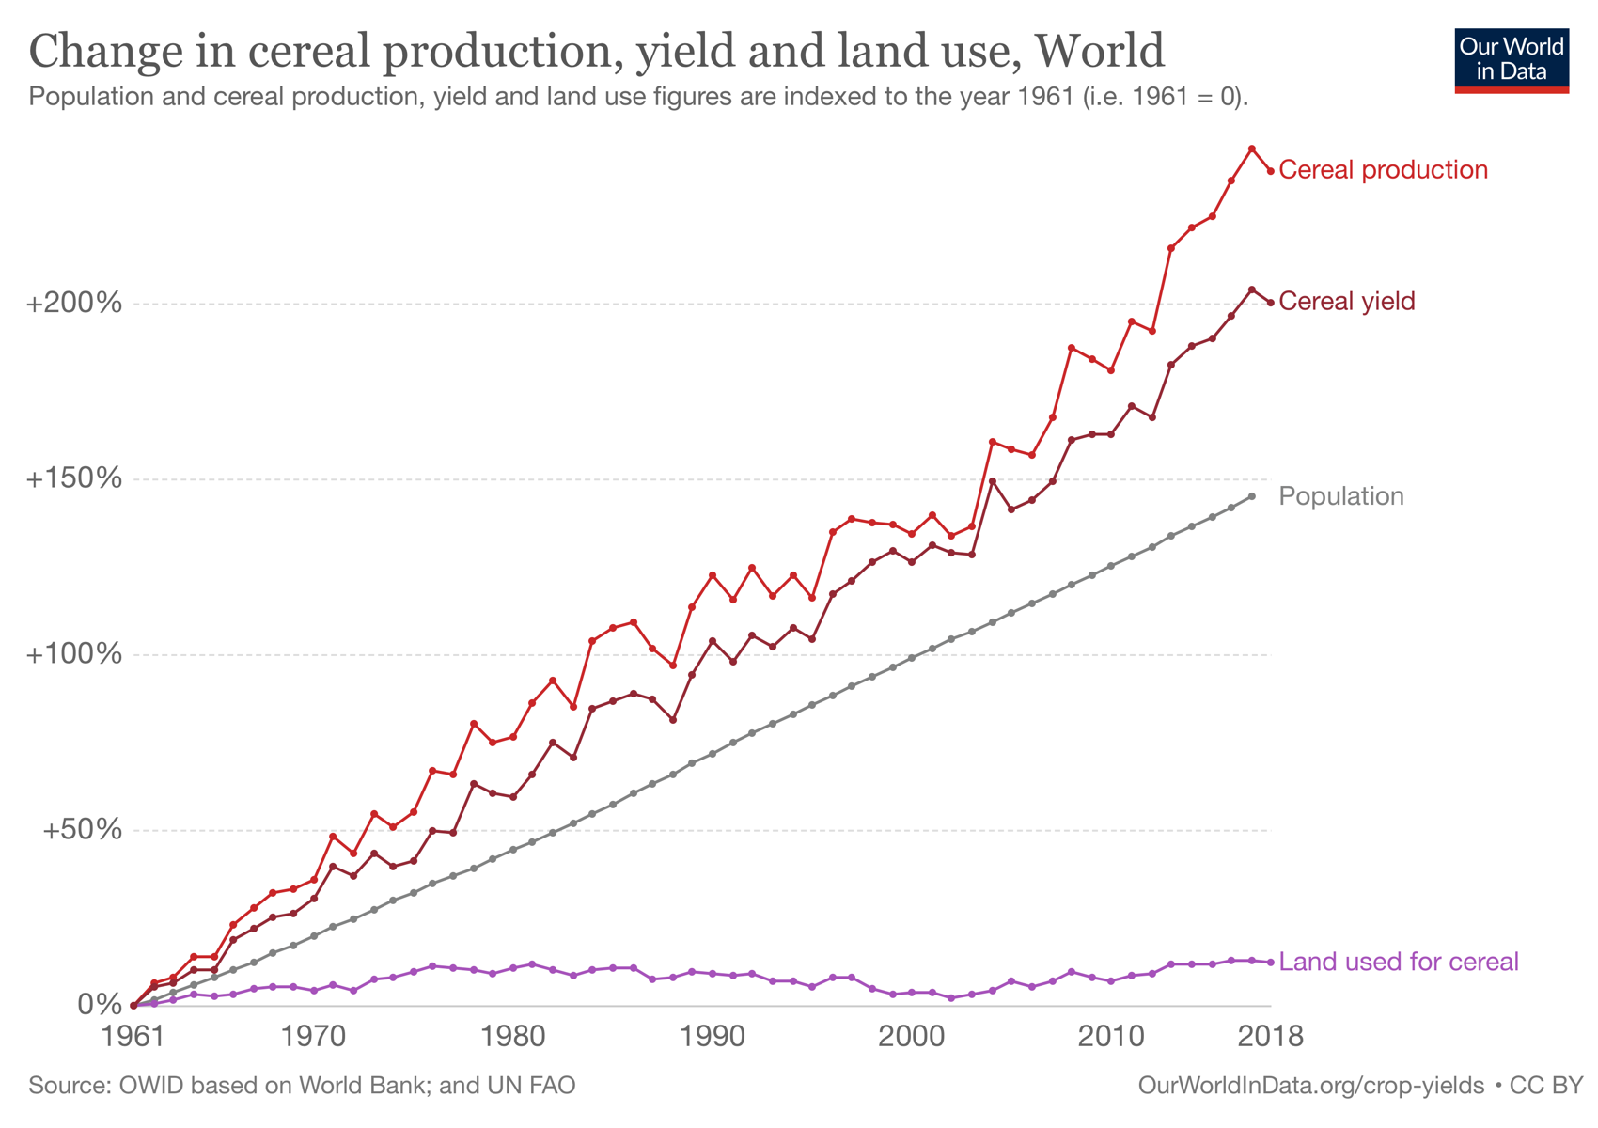 Change in cereal production, yield and land use, World
Our World
in Data
Population and cereal production, yield and land use figures are indexed to the year 1961 (i.e. 1961 = 0).
Cereal production
+200%
Cereal yield
+150%
Population
+100%
+50%
Land used for cereal
0%
1961 1970 1980 1990 2000 2010 2018
Source: OWID based on World Bank; and UN FAO
OurWorldInData.org/crop-yields • CC BY